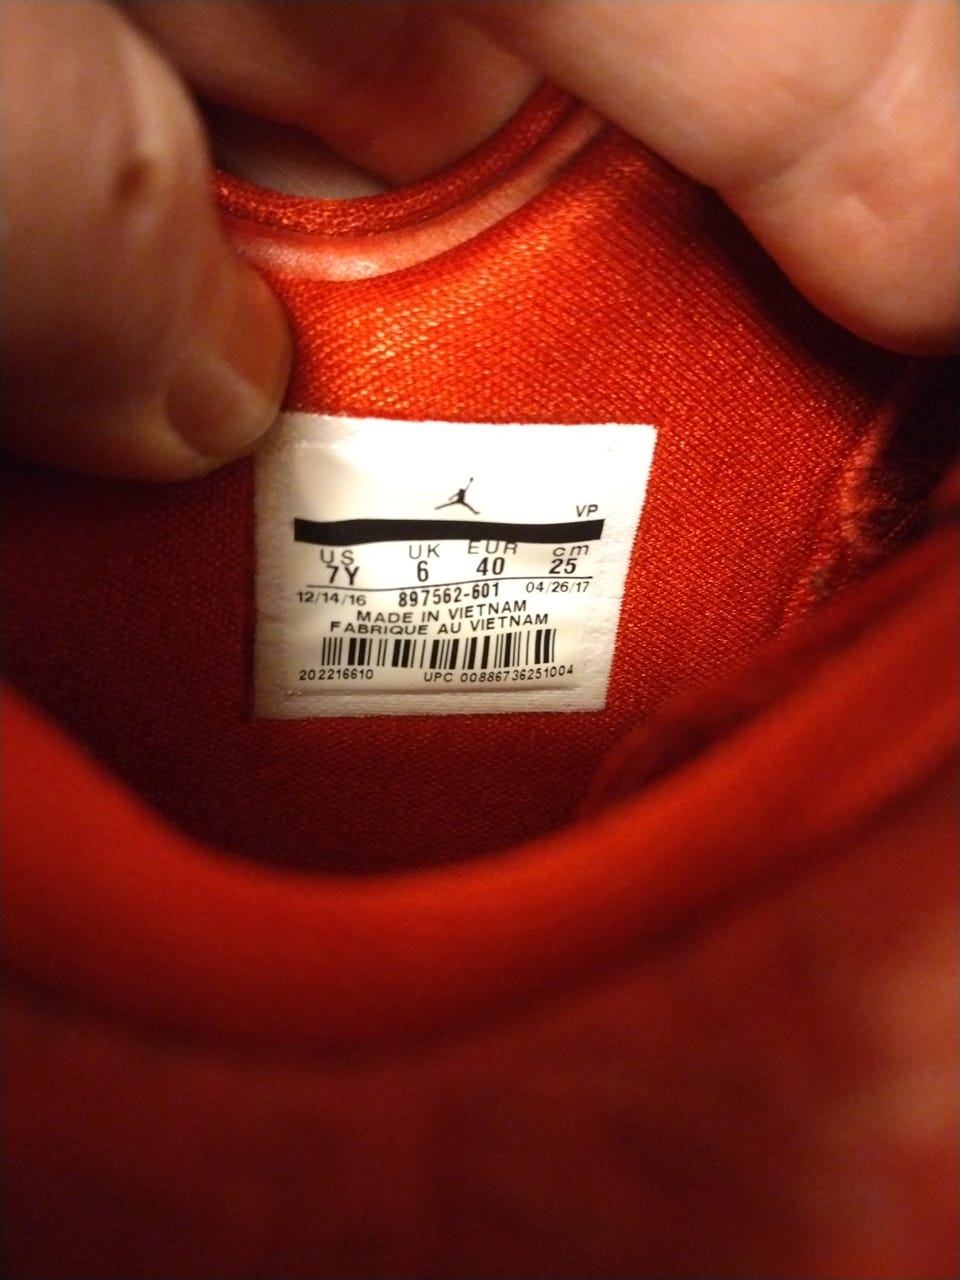 VP
US UK EUR cm
7Y 6 40 25
12/14/16 897562-601 04/26/17
MADE IN VIETNAM
FABRIQUE AU VIETNAM
202216610 UPC 00886736251004